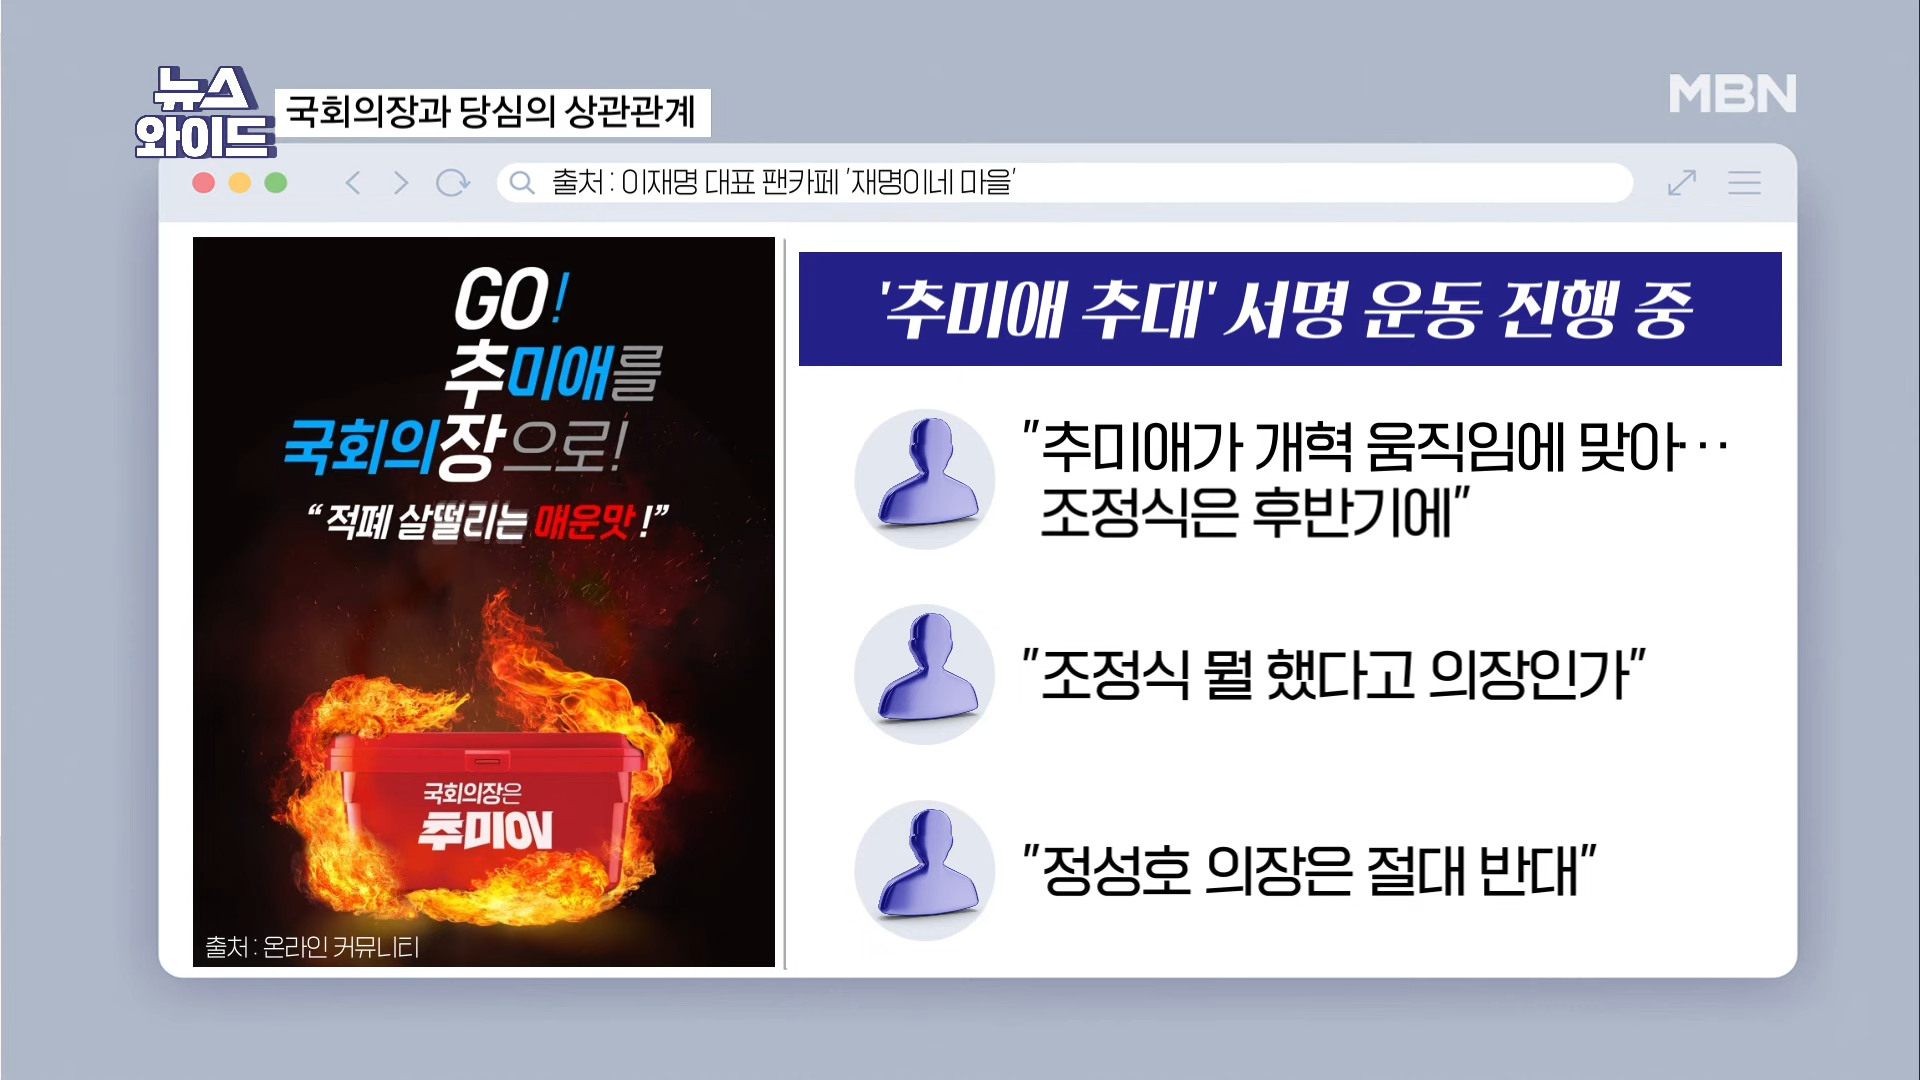 뉴스
와이드
국회의장과 당심의 상관관계
MBN
출처 : 이재명 대표 팬카페 '재명이네 마을'
GO!
추미애를
국회의장으로!
“적폐 살떨리는 매운맛!”
국회의장은
추미애
출처 : 온라인 커뮤니티
'추미애 추대' 서명 운동 진행 중
"추미애가 개혁 움직임에 맞아…
조정식은 후반기에"
"조정식 뭘 했다고 의장인가"
"정성호 의장은 절대 반대"